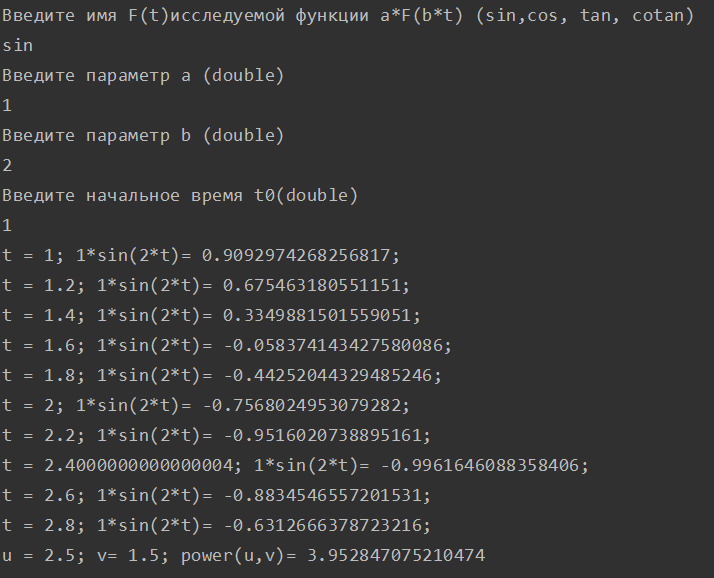 Введите имя F(t)исследуемой функции a*F(b*t) (sin,cos, tan, cotan)
sin
Введите параметр a (double)
1
Введите параметр b (double)
2
Введите начальное время t0(double)
1
t = 1; 1*sin(2*t)= 0.9092974268256817;
t = 1.2; 1*sin(2*t)= 0.675463180551151;
t = 1.4; 1*sin(2*t)= 0.3349881501559051;
t = 1.6; 1*sin(2*t)= -0.058374143427580086;
t = 1.8; 1*sin(2*t)= -0.44252044329485246;
t = 2; 1*sin(2*t)= -0.7568024953079282;
t = 2.2; 1*sin(2*t)= -0.9516020738895161;
t = 2.4000000000000004; 1*sin(2*t)= -0.9961646088358406;
t = 2.6; 1*sin(2*t)= -0.8834546557201531;
t = 2.8; 1*sin(2*t)= -0.6312666378723216;
u = 2.5; v= 1.5; power(u,v)= 3.952847075210474